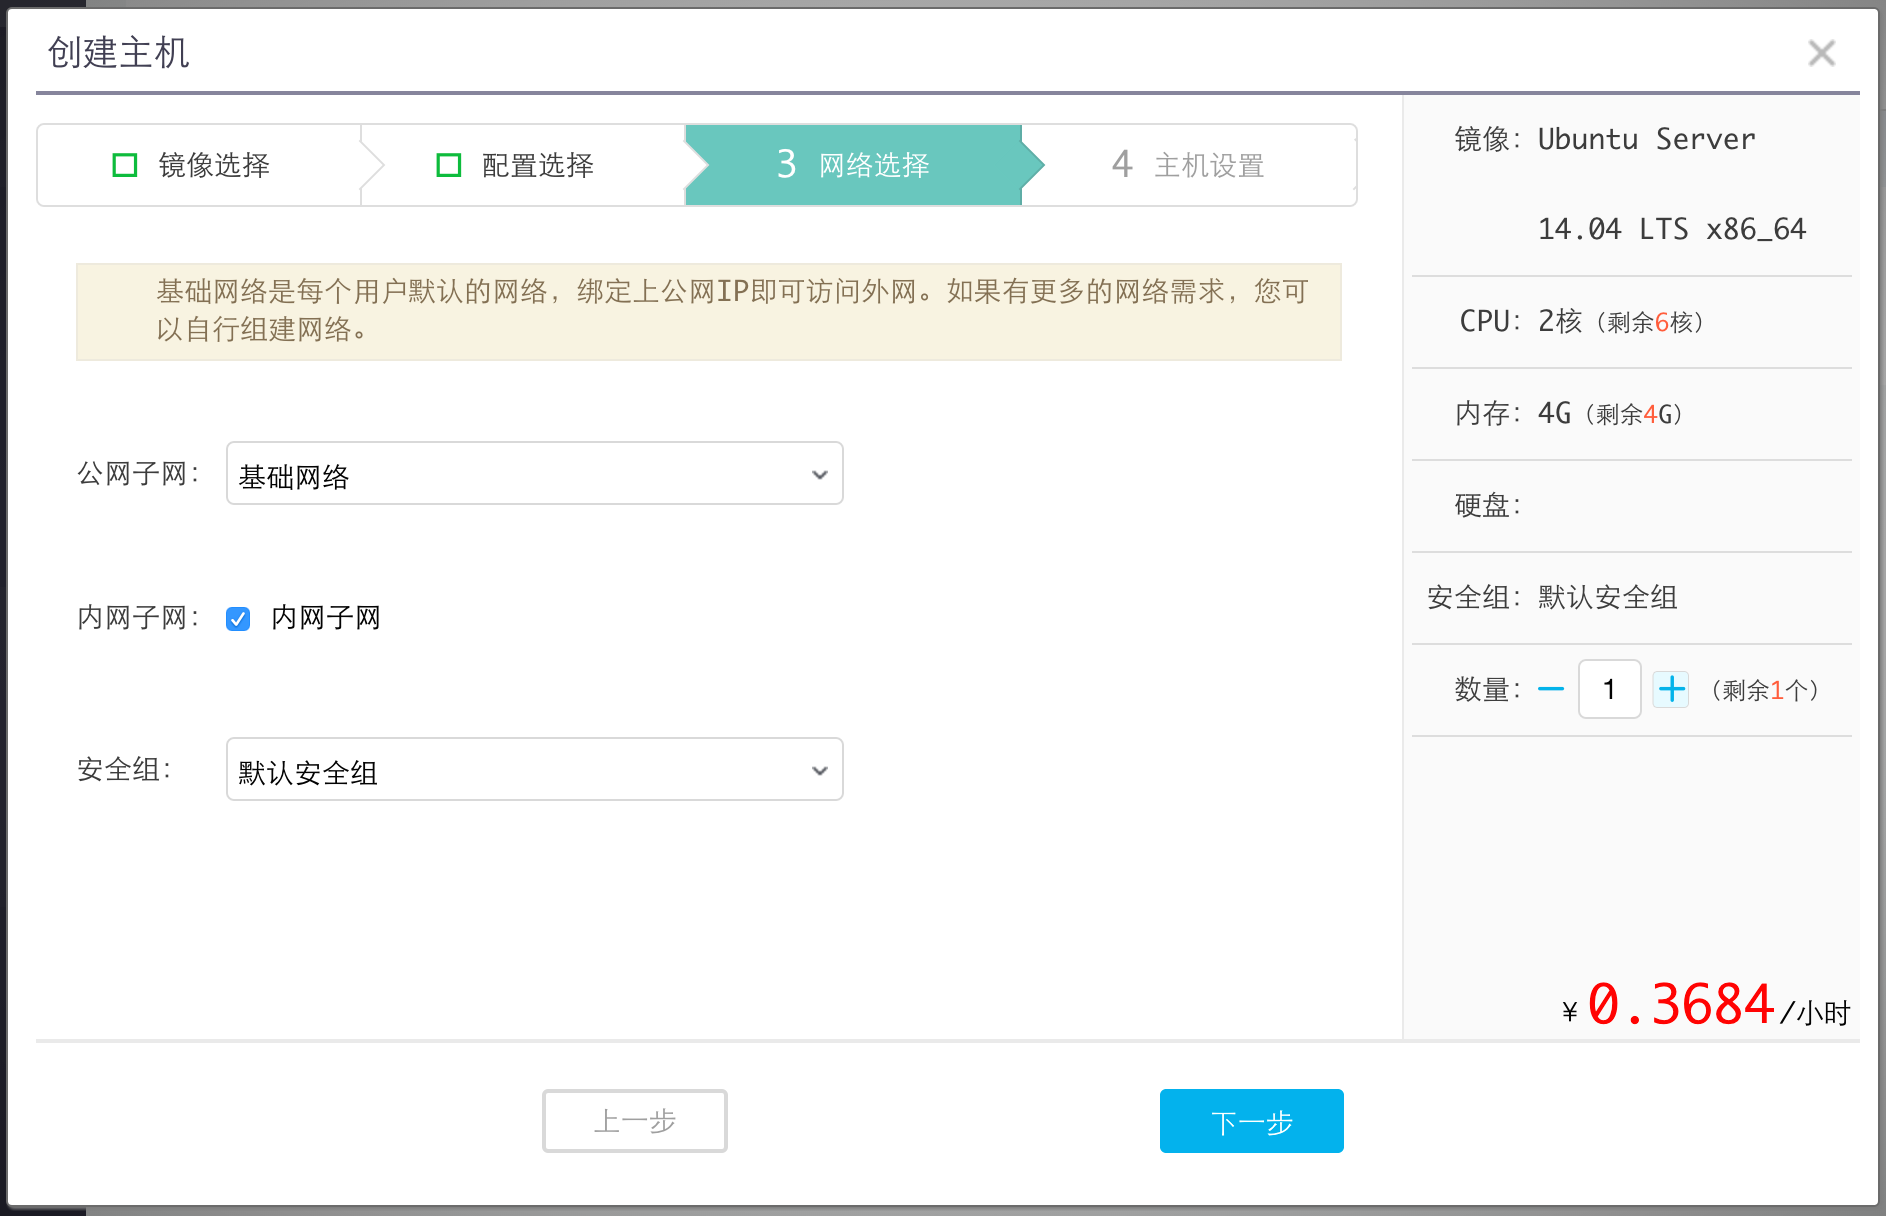 创建主机
镜像选择
配置选择
3 网络选择
4 主机设置
基础网络是每个用户默认的网络，绑定上公网IP即可访问外网。如果有更多的网络需求，您可
以自行组建网络。
公网子网：
基础网络
内网子网：
内网子网
安全组：
默认安全组
镜像：Ubuntu Server
14.04 LTS x86_64
CPU：2核（剩余6核）
内存：4G（剩余4G）
硬盘：
安全组：默认安全组
数量： 1 （剩余1个）
¥ 0.3684/小时
上一步
下一步